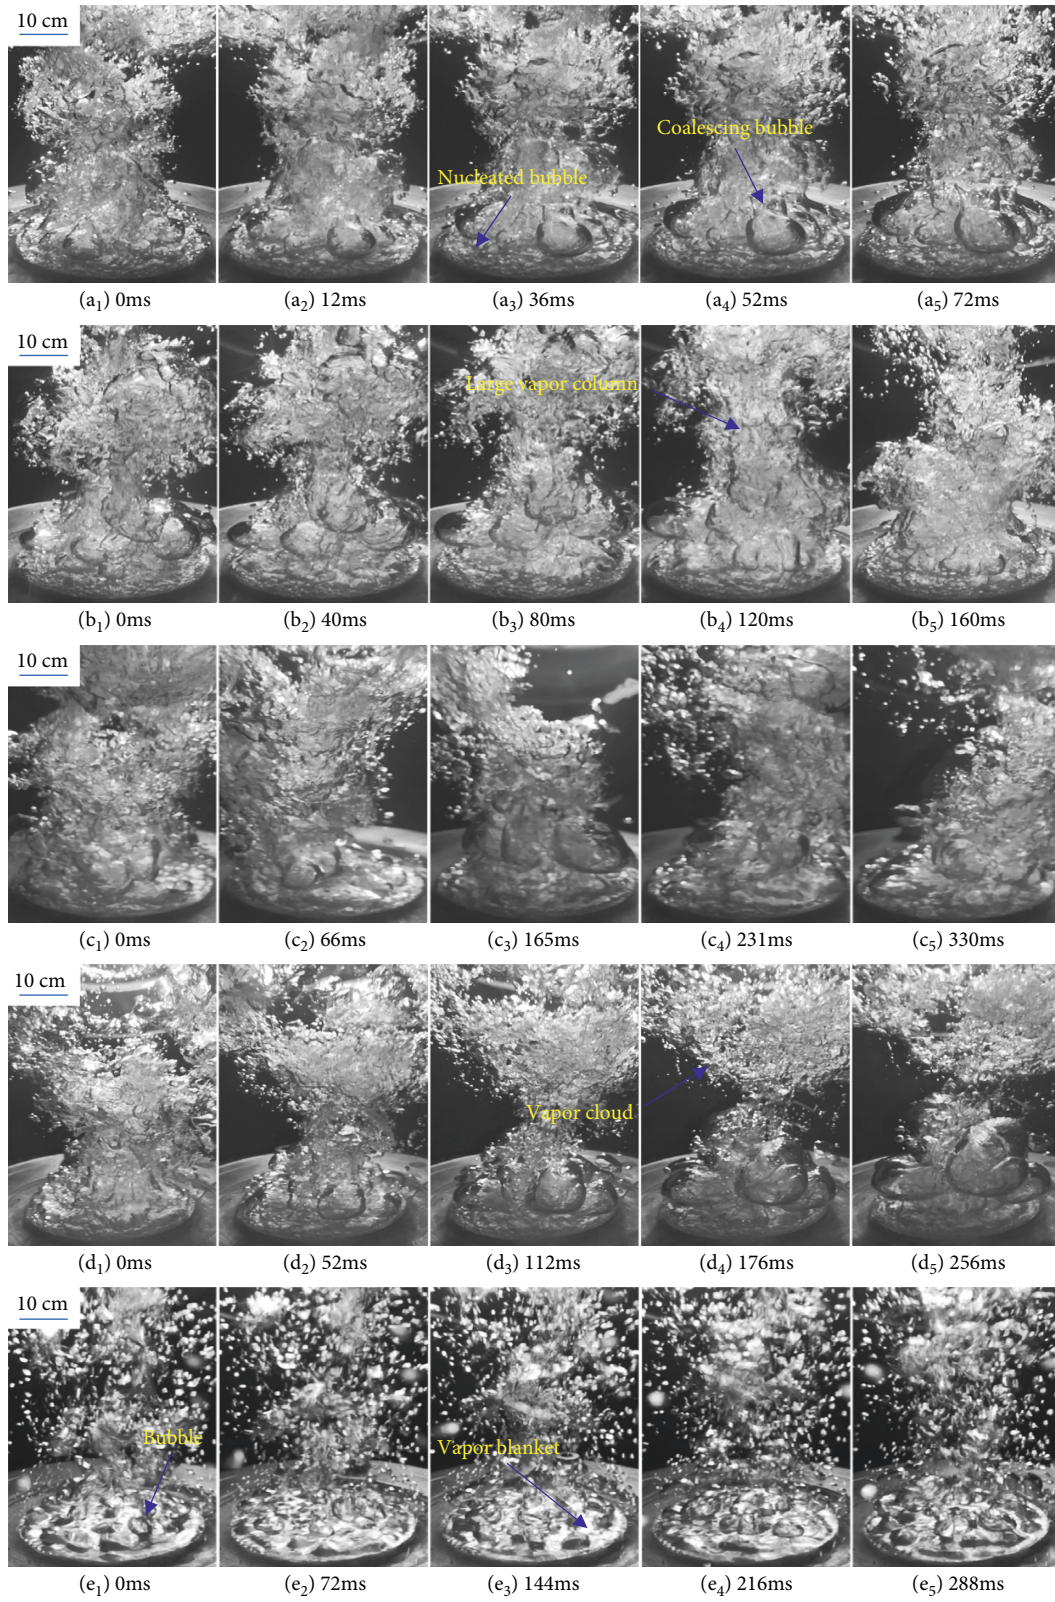 10 cm
Coalescing bubble
Nucleated bubble
(a1) 0ms
(a2) 12ms
(a3) 36ms
(a4) 52ms
(a5) 72ms
10 cm
Large vapor column
(b1) 0ms
(b2) 40ms
(b3) 80ms
(b4) 120ms
(b5) 160ms
10 cm
(c1) 0ms
(c2) 66ms
(c3) 165ms
(c4) 231ms
(c5) 330ms
10 cm
Vapor cloud
(d1) 0ms
(d2) 52ms
(d3) 112ms
(d4) 176ms
(d5) 256ms
10 cm
Bubble
Vapor blanket
(e1) 0ms
(e2) 72ms
(e3) 144ms
(e4) 216ms
(e5) 288ms